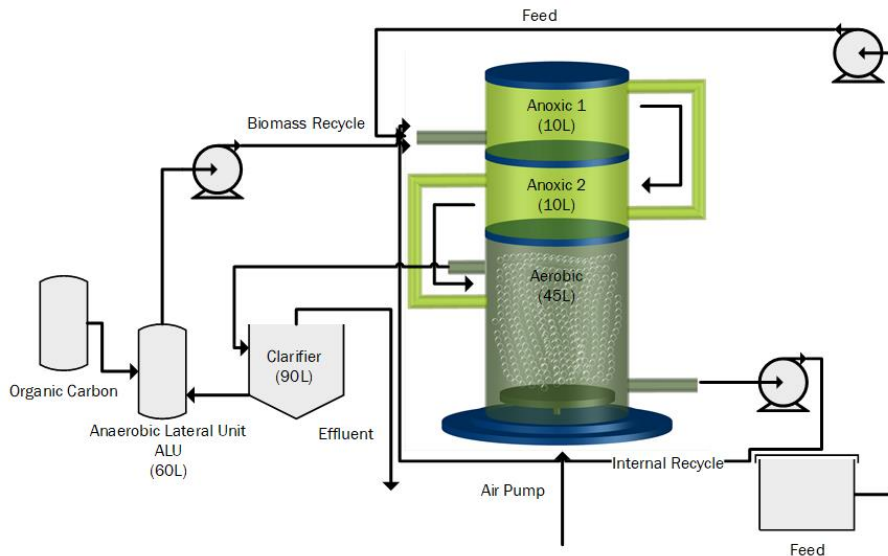 Feed
Anoxic 1
(10L)
Biomass Recycle
Anoxic 2
(10L)
Aerobic
(45L)
Clarifier
(90L)
Organic Carbon
Anaerobic Lateral Unit
ALU
(60L)
Effluent
Internal Recycle
Air Pump
Feed